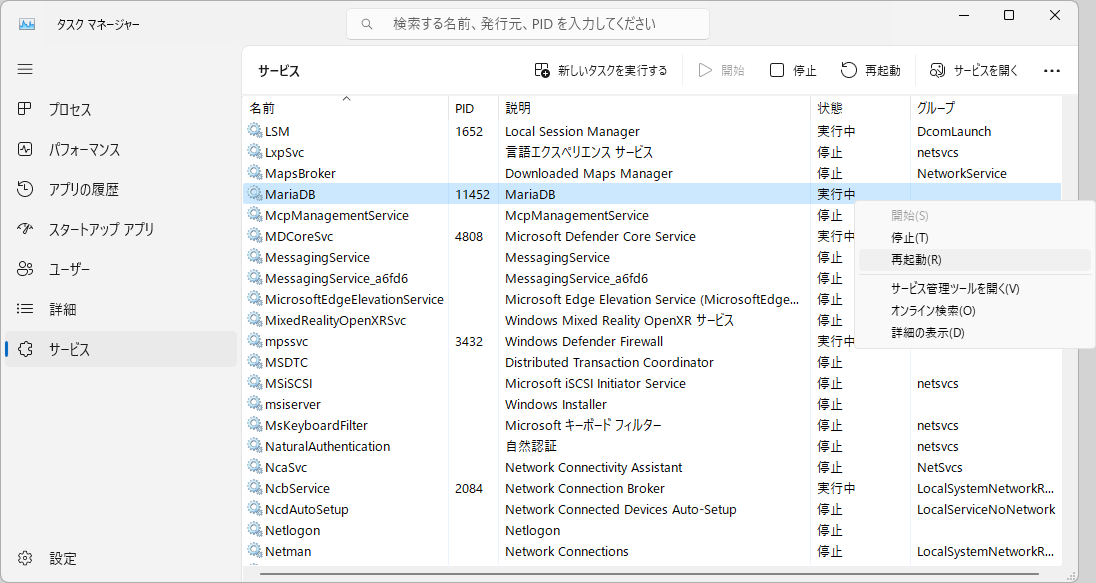 タスク マネージャー
検索する名前、発行元、PID を入力してください
プロセス
パフォーマンス
アプリの履歴
スタートアップ アプリ
ユーザー
詳細
サービス
設定
サービス 新しいタスクを実行する 開始 停止 再起動 サービスを開く
名前 PID 説明 状態 グループ
LSM 1652 Local Session Manager 実行中 DcomLaunch
LxpSvc 言語エクスペリエンス サービス 停止 netsvcs
MapsBroker Downloaded Maps Manager 停止 NetworkService
MariaDB 11452 MariaDB 実行中
McpManagementService McpManagementService 停止
MDCoreSvc 4808 Microsoft Defender Core Service 実行中
MessagingService MessagingService 停止
MessagingService_a6fd6 MessagingService_a6fd6 停止
MicrosoftEdgeElevationService Microsoft Edge Elevation Service (MicrosoftEdge... 停止
MixedRealityOpenXRSvc Windows Mixed Reality OpenXR サービス 停止
mpssvc 3432 Windows Defender Firewall 実行中
MSDTC Distributed Transaction Coordinator 停止
MSiSCSI Microsoft iSCSI Initiator Service 停止 netsvcs
msiserver Windows Installer 停止
MsKeyboardFilter Microsoft キーボード フィルター 停止 netsvcs
NaturalAuthentication 自然認証 停止 netsvcs
NcaSvc Network Connectivity Assistant 停止 NetSvcs
NcbService 2084 Network Connection Broker 実行中 LocalSystemNetworkR...
NcdAutoSetup Network Connected Devices Auto-Setup 停止 LocalServiceNoNetwork
Netlogon Netlogon 停止
Netman Network Connections 停止 LocalSystemNetworkR...
開始(S)
停止(T)
再起動(R)
サービス管理ツールを開く(V)
オンライン検索(O)
詳細の表示(D)